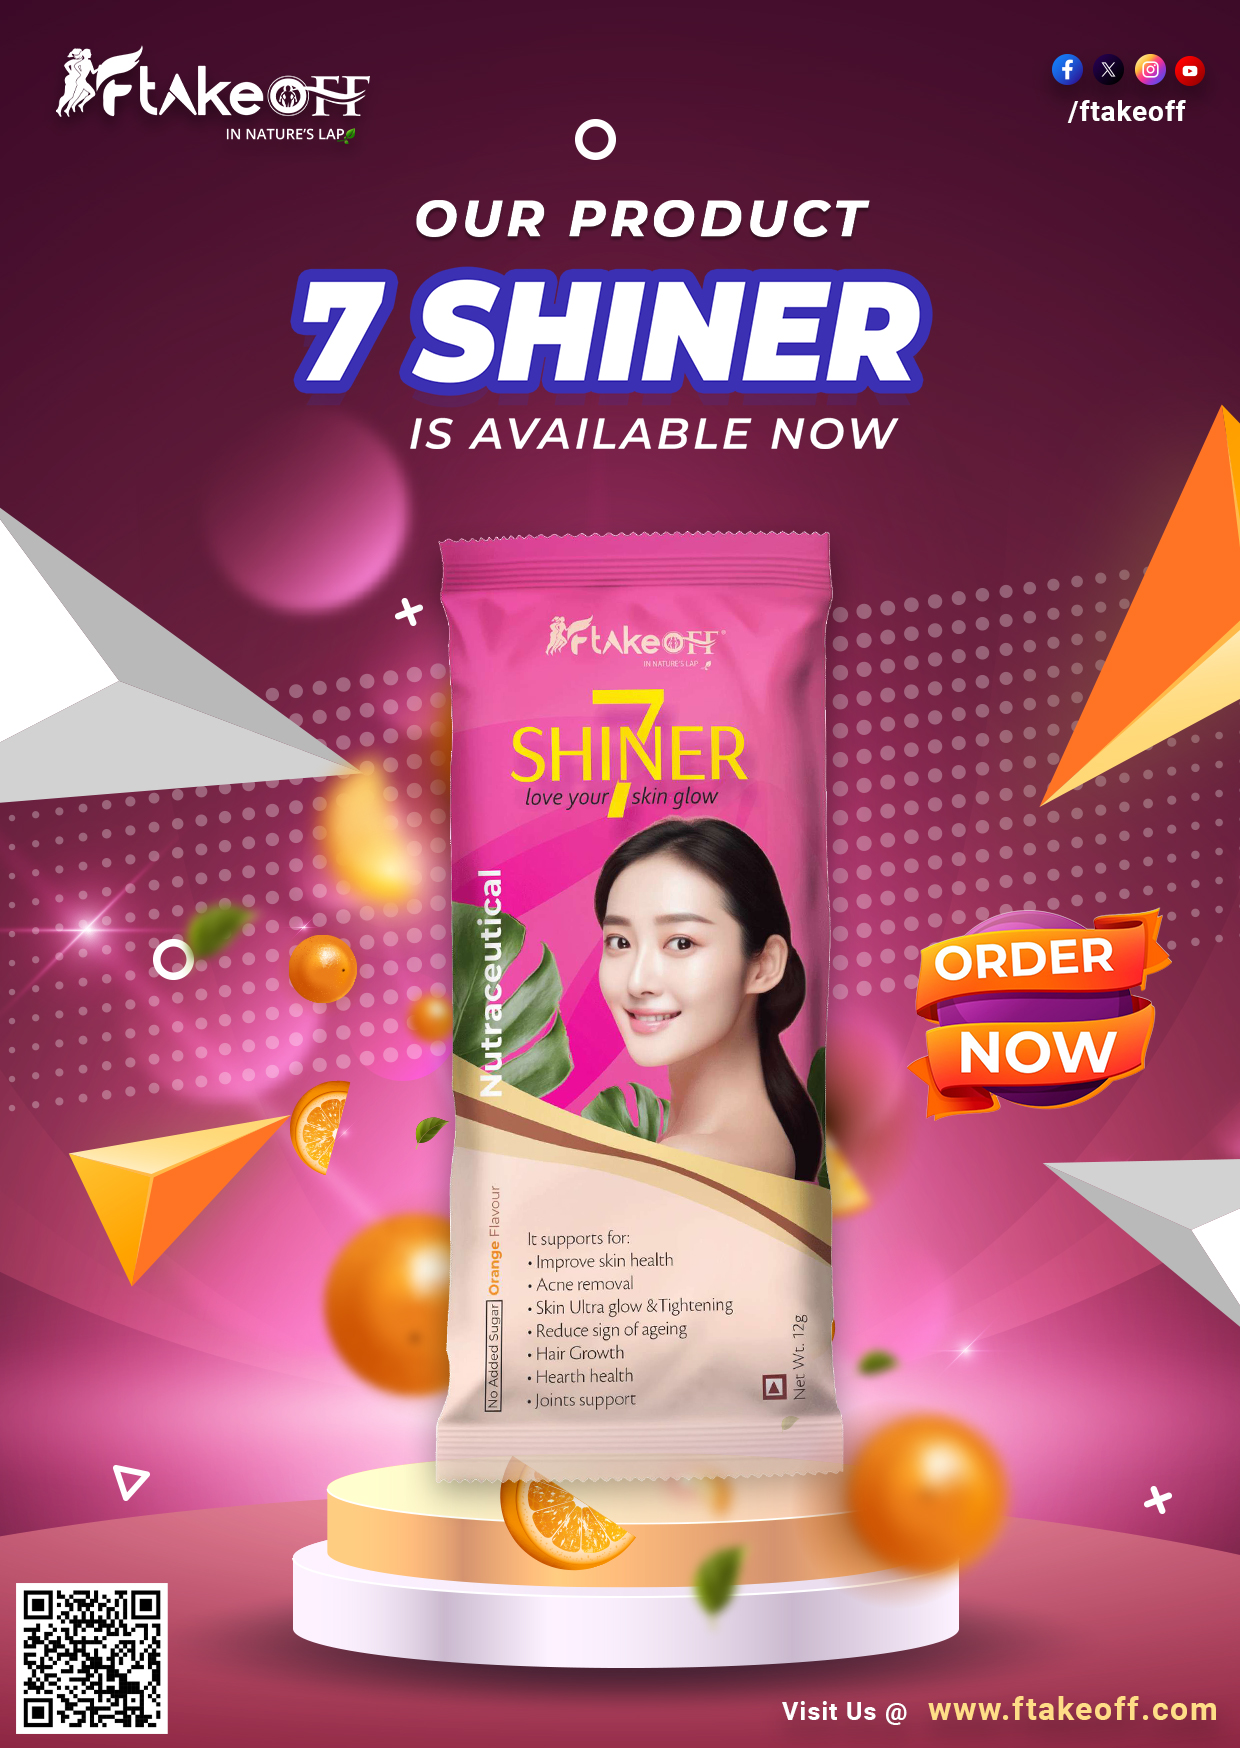 FtAkeOFF
IN NATURE'S LAP
/ftakeoff
OUR PRODUCT
7 SHINER
IS AVAILABLE NOW
FtAkeOFF
IN NATURE'S LAP
7
SHINER
love your skin glow
Nutraceutical
ORDER
NOW
No Added Sugar Orange Flavour
It supports for:
• Improve skin health
• Acne removal
• Skin Ultra glow &Tightening
• Reduce sign of ageing
• Hair Growth
• Hearth health
• Joints support
Net Wt. 12g
Visit Us @ www.ftakeoff.com